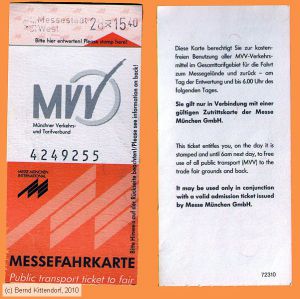 Messestadt
West
28 × 15.40
Bitte hier entwerten! Please stamp here!
MVV
Münchner Verkehrs-
und Tarifverbund
4249255
Bitte Hinweis auf der Rückseite beachten! Please see information on back!
MESSE MÜNCHEN
INTERNATIONAL
MESSEFAHRKARTE
Public transport ticket to fair
Diese Karte berechtigt Sie zur kosten-
freien Benutzung aller MVV-Verkehrs-
mittel im Gesamttarifgebiet für die Fahrt
zum Messegelände und zurück – am
Tag der Entwertung und bis 6.00 Uhr des
folgenden Tages.
Sie gilt nur in Verbindung mit einer
gültigen Zutrittskarte der Messe
München GmbH.
This ticket entitles you, on the day it is
stamped and until 6am next day, to free
use of all public transport (MVV) to the
trade fair grounds and back.
It may be used only in conjunction
with a valid admission ticket issued
by Messe München GmbH.
72310
(c) Bernd Kittendorf, 2010